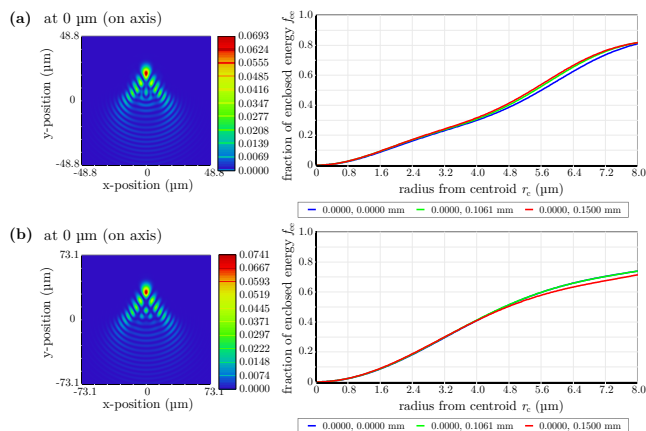 (a) at 0 µm (on axis)
48.8
0
-48.8
y-position (µm)
-48.8 0 48.8
x-position (µm)
0.0693
0.0624
0.0555
0.0485
0.0416
0.0347
0.0277
0.0208
0.0139
0.0069
0.0000
fraction of enclosed energy fce
1.0
0.8
0.6
0.4
0.2
0
0 0.8 1.6 2.4 3.2 4.0 4.8 5.6 6.4 7.2 8.0
radius from centroid rc (µm)
0.0000, 0.0000 mm 0.0000, 0.1061 mm 0.0000, 0.1500 mm
(b) at 0 µm (on axis)
73.1
0
-73.1
y-position (µm)
-73.1 0 73.1
x-position (µm)
0.0741
0.0667
0.0593
0.0519
0.0445
0.0371
0.0297
0.0222
0.0148
0.0074
0.0000
fraction of enclosed energy fce
1.0
0.8
0.6
0.4
0.2
0
0 0.8 1.6 2.4 3.2 4.0 4.8 5.6 6.4 7.2 8.0
radius from centroid rc (µm)
0.0000, 0.0000 mm 0.0000, 0.1061 mm 0.0000, 0.1500 mm